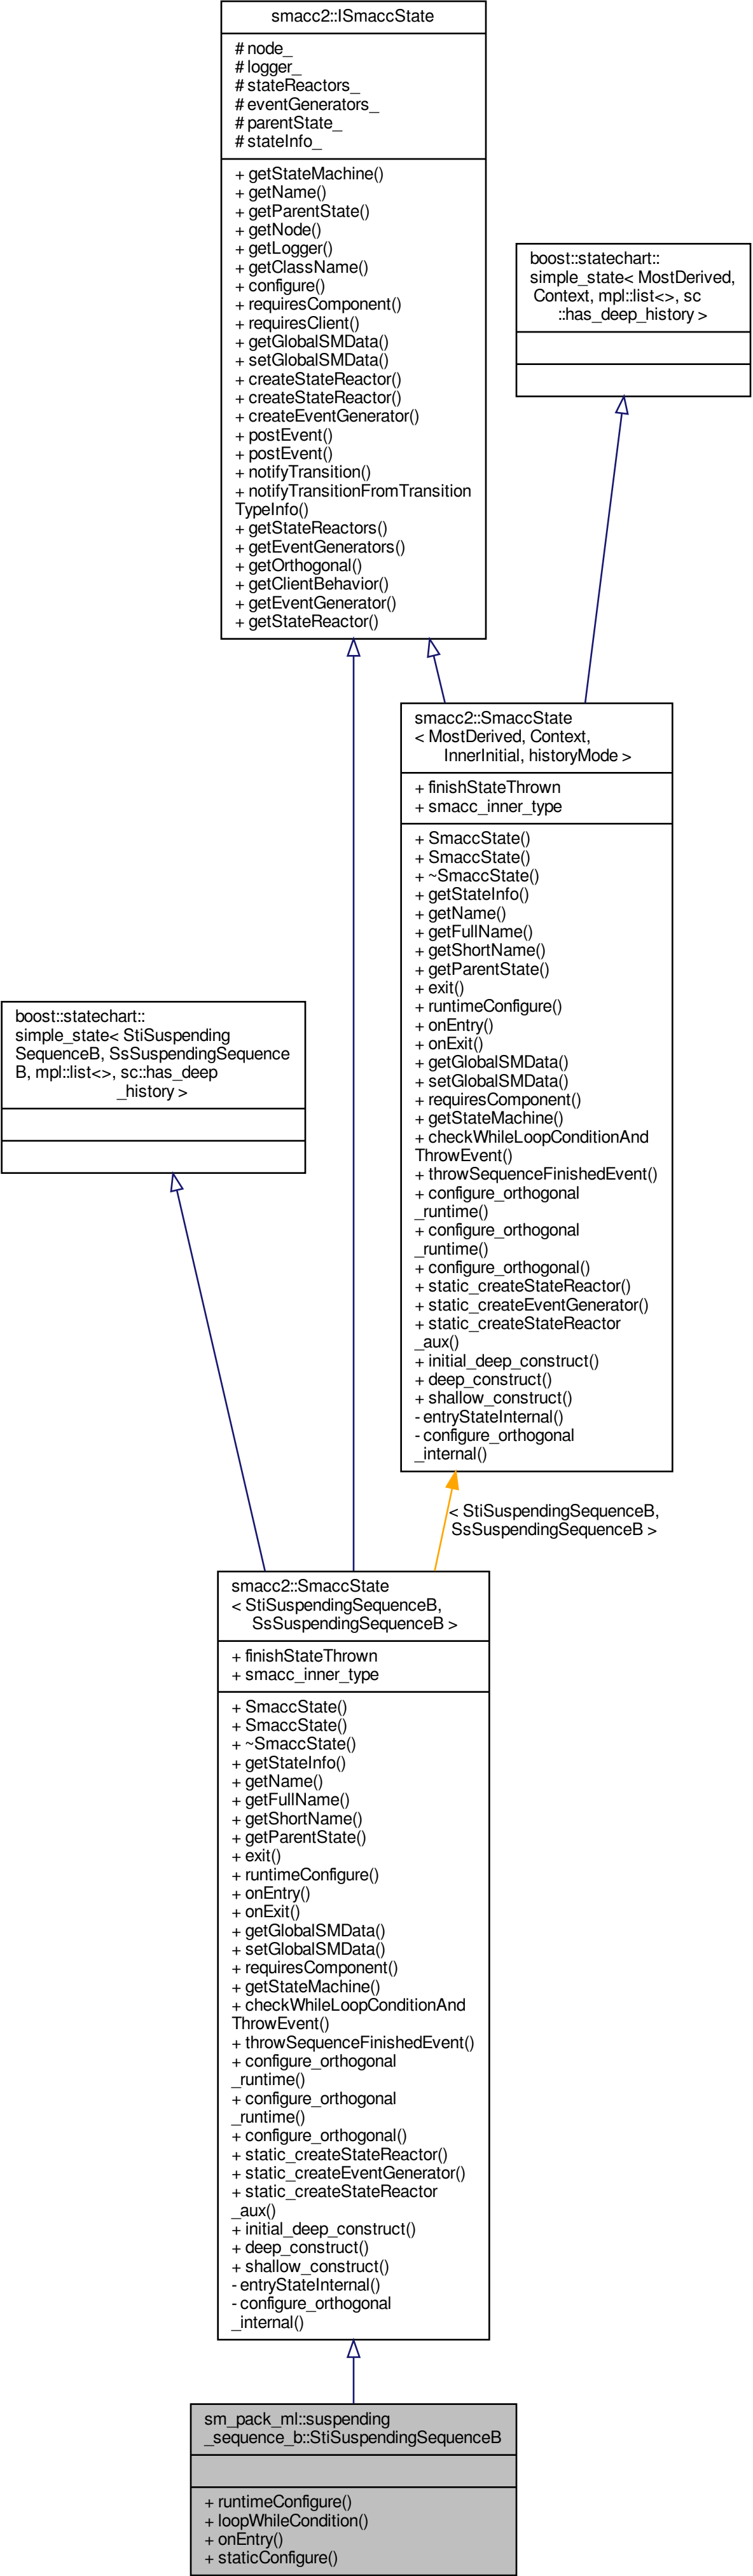 smacc2::ISmaccState
# node_
# logger_
# stateReactors_
# eventGenerators_
# parentState_
# stateInfo_
+ getStateMachine()
+ getName()
+ getParentState()
+ getNode()
+ getLogger()
+ getClassName()
+ configure()
+ requiresComponent()
+ requiresClient()
+ getGlobalSMData()
+ setGlobalSMData()
+ createStateReactor()
+ createStateReactor()
+ createEventGenerator()
+ postEvent()
+ postEvent()
+ notifyTransition()
+ notifyTransitionFromTransition
TypeInfo()
+ getStateReactors()
+ getEventGenerators()
+ getOrthogonal()
+ getClientBehavior()
+ getEventGenerator()
+ getStateReactor()
boost::statechart::
simple_state< MostDerived,
Context, mpl::list<>, sc
::has_deep_history >
smacc2::SmaccState
< MostDerived, Context,
InnerInitial, historyMode >
+ finishStateThrown
+ smacc_inner_type
+ SmaccState()
+ SmaccState()
+ ~SmaccState()
+ getStateInfo()
+ getName()
+ getFullName()
+ getShortName()
+ getParentState()
+ exit()
+ runtimeConfigure()
+ onEntry()
+ onExit()
+ getGlobalSMData()
+ setGlobalSMData()
+ requiresComponent()
+ getStateMachine()
+ checkWhileLoopConditionAnd
ThrowEvent()
+ throwSequenceFinishedEvent()
+ configure_orthogonal
_runtime()
+ configure_orthogonal
_runtime()
+ configure_orthogonal()
+ static_createStateReactor()
+ static_createEventGenerator()
+ static_createStateReactor
_aux()
+ initial_deep_construct()
+ deep_construct()
+ shallow_construct()
- entryStateInternal()
- configure_orthogonal
_internal()
boost::statechart::
simple_state< StiSuspending
SequenceB, SsSuspendingSequence
B, mpl::list<>, sc::has_deep
_history >
< StiSuspendingSequenceB,
SsSuspendingSequenceB >
smacc2::SmaccState
< StiSuspendingSequenceB,
SsSuspendingSequenceB >
+ finishStateThrown
+ smacc_inner_type
+ SmaccState()
+ SmaccState()
+ ~SmaccState()
+ getStateInfo()
+ getName()
+ getFullName()
+ getShortName()
+ getParentState()
+ exit()
+ runtimeConfigure()
+ onEntry()
+ onExit()
+ getGlobalSMData()
+ setGlobalSMData()
+ requiresComponent()
+ getStateMachine()
+ checkWhileLoopConditionAnd
ThrowEvent()
+ throwSequenceFinishedEvent()
+ configure_orthogonal
_runtime()
+ configure_orthogonal
_runtime()
+ configure_orthogonal()
+ static_createStateReactor()
+ static_createEventGenerator()
+ static_createStateReactor
_aux()
+ initial_deep_construct()
+ deep_construct()
+ shallow_construct()
- entryStateInternal()
- configure_orthogonal
_internal()
sm_pack_ml::suspending
_sequence_b::StiSuspendingSequenceB
+ runtimeConfigure()
+ loopWhileCondition()
+ onEntry()
+ staticConfigure()